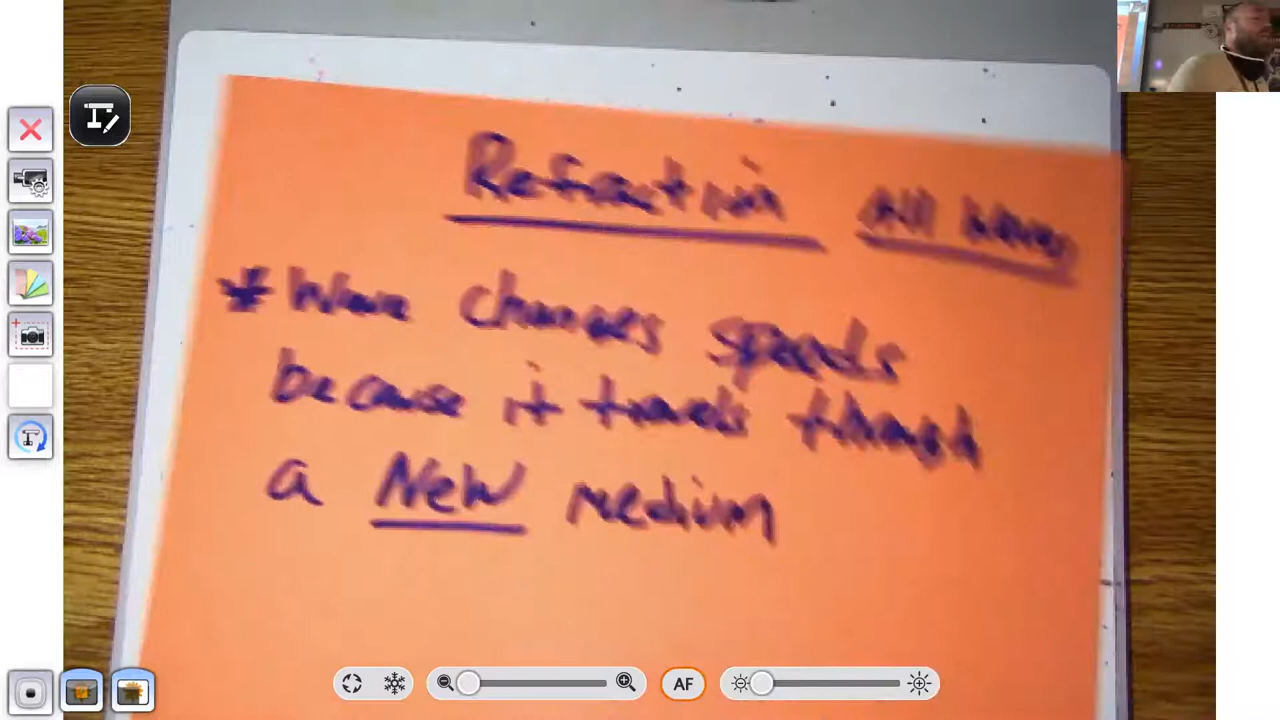 Refraction All Waves
* Wave changes speeds
because it travels through
a New medium
AF